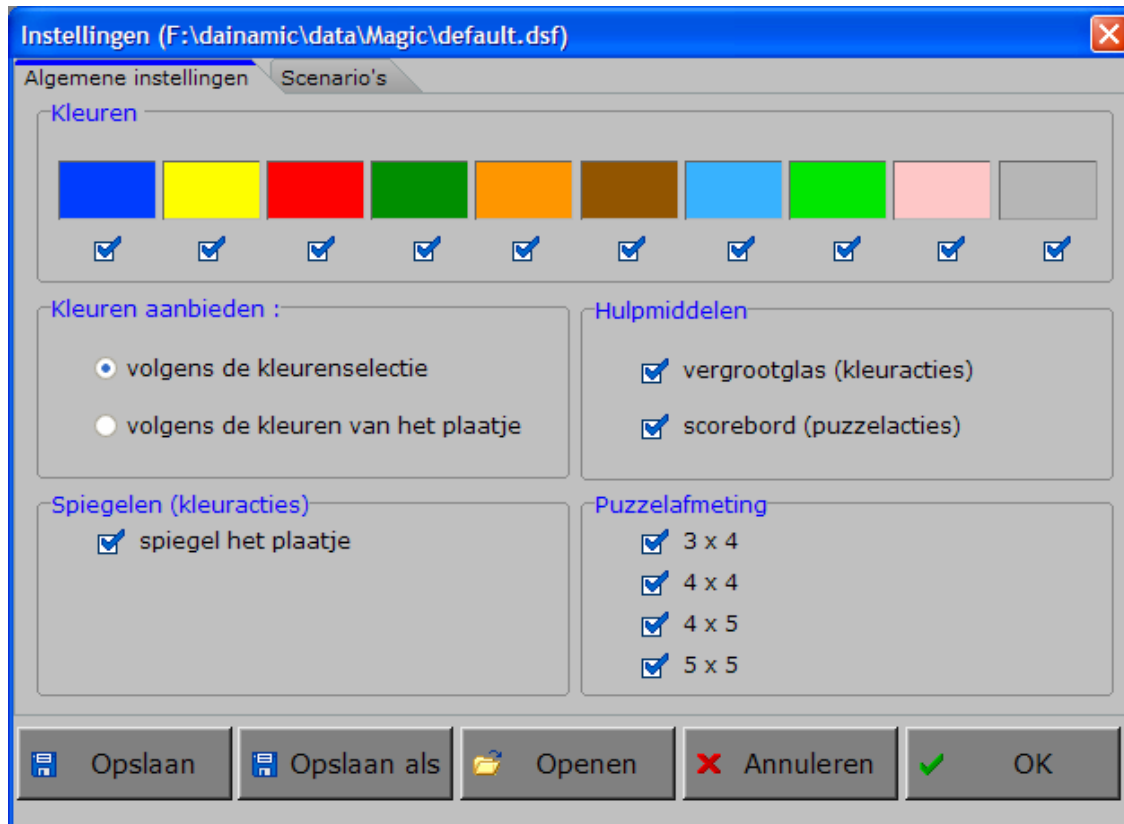 Instellingen (F:\dainamic\data\Magic\default.dsf)
Algemene instellingen
Scenario's
Kleuren
Kleuren aanbieden :
volgens de kleurenselectie
volgens de kleuren van het plaatje
Hulpmiddelen
vergrootglas (kleuracties)
scorebord (puzzelacties)
Spiegelen (kleuracties)
spiegel het plaatje
Puzzelafmeting
3 x 4
4 x 4
4 x 5
5 x 5
Opslaan
Opslaan als
Openen
Annuleren
OK